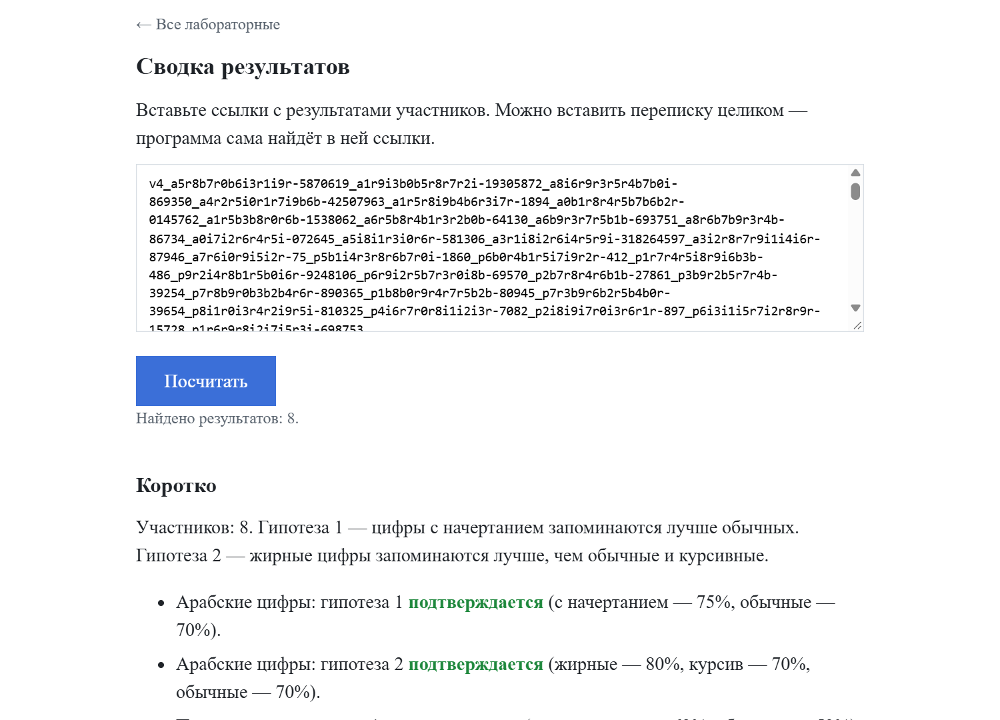 ← Все лабораторные
Сводка результатов
Вставьте ссылки с результатами участников. Можно вставить переписку целиком —
программа сама найдёт в ней ссылки.
v4_a5r8b7r0b6i3r1i9r-5870619_a1r9i3b0b5r8r7r2i-19305872_a8i6r9r3r5r4b7b0i-
869350_a4r2r5i0r1r7i9b6b-42507963_a1r5r8i9b4b6r3i7r-1894_a0b1r8r4r5b7b6b2r-
0145762_a1r5b3b8r0r6b-1538062_a6r5b8r4b1r3r2b0b-64130_a6b9r3r7r5b1b-693751_a8r6b7b9r3r4b-
86734_a0i7i2r6r4r5i-072645_a5i8i1r3i0r6r-581306_a3r1i8i2r6i4r5r9i-318264597_a3i2r8r7r9i1i4i6r-
87946_a7r6i0r9i5i2r-75_p5b1i4r3r8r6b7r0i-1860_p6b0r4b1r5i7i9r2r-412_p1r7r4r5i8r9i6b3b-
486_p9r2i4r8b1r5b0i6r-9248106_p6r9i2r5b7r3r0i8b-69570_p2b7r8r4r6b1b-27861_p3b9r2b5r7r4b-
39254_p7r8b9r0b3b2b4r6r-890365_p1b8b0r9r4r7r5b2b-80945_p7r3b9r6b2r5b4b0r-
39654_p8i1r0i3r4r2i9r5i-810325_p4i6r7r0r8i1i2i3r-7082_p2i8i9i7r0i3r6r1r-897_p6i3i1i5r7i2r8r9r-
15728_p1r6r9r8i2i7i5r3i-698753
Посчитать
Найдено результатов: 8.
Коротко
Участников: 8. Гипотеза 1 — цифры с начертанием запоминаются лучше обычных.
Гипотеза 2 — жирные цифры запоминаются лучше, чем обычные и курсивные.
• Арабские цифры: гипотеза 1 подтверждается (с начертанием — 75%, обычные —
70%).
• Арабские цифры: гипотеза 2 подтверждается (жирные — 80%, курсив — 70%,
обычные — 70%).